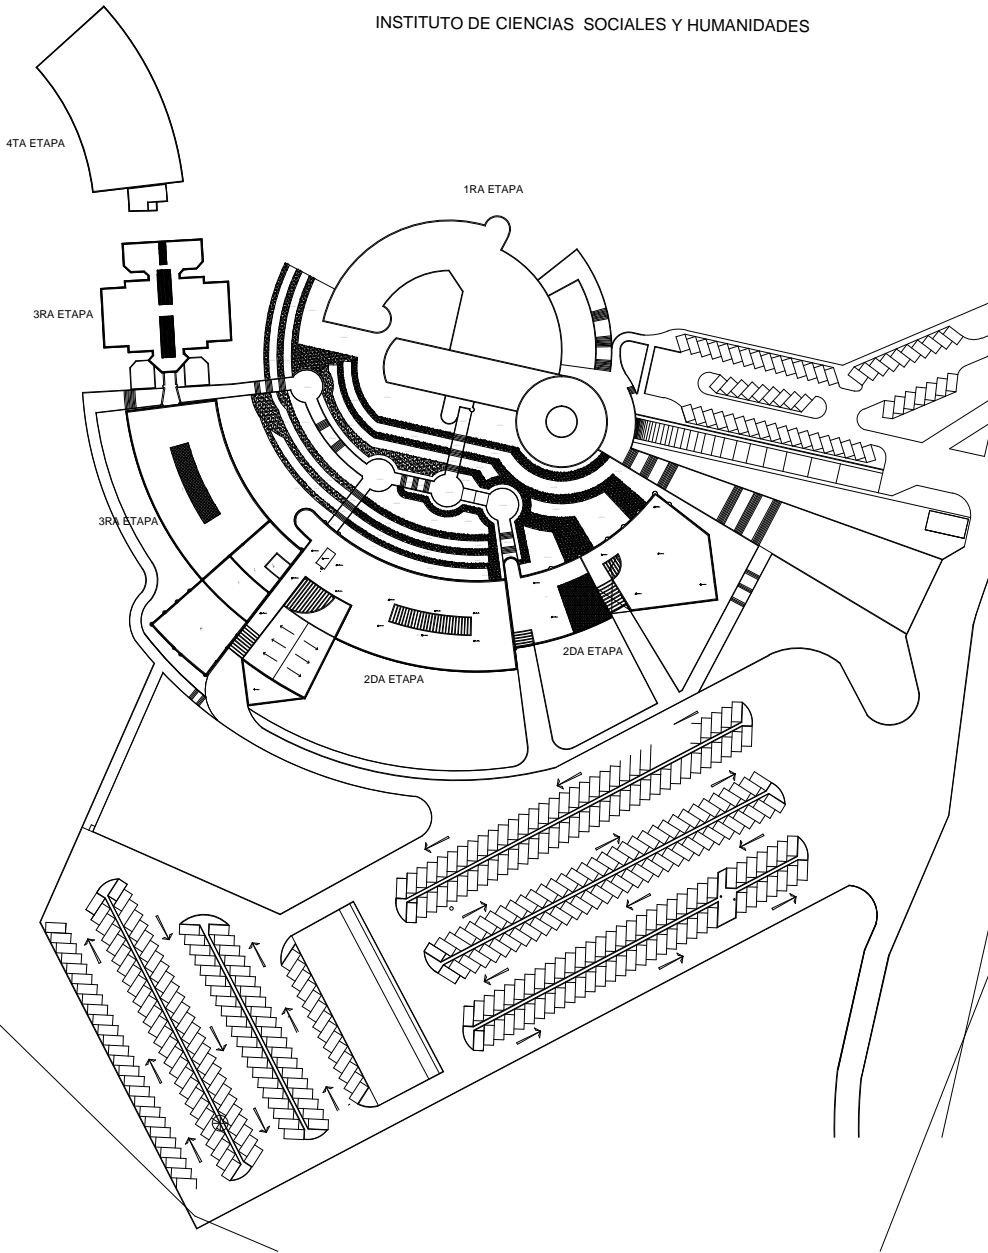 INSTITUTO DE CIENCIAS  SOCIALES Y HUMANIDADES
4TA ETAPA
1RA ETAPA
3RA ETAPA
3RA ETAPA
2DA ETAPA
2DA ETAPA